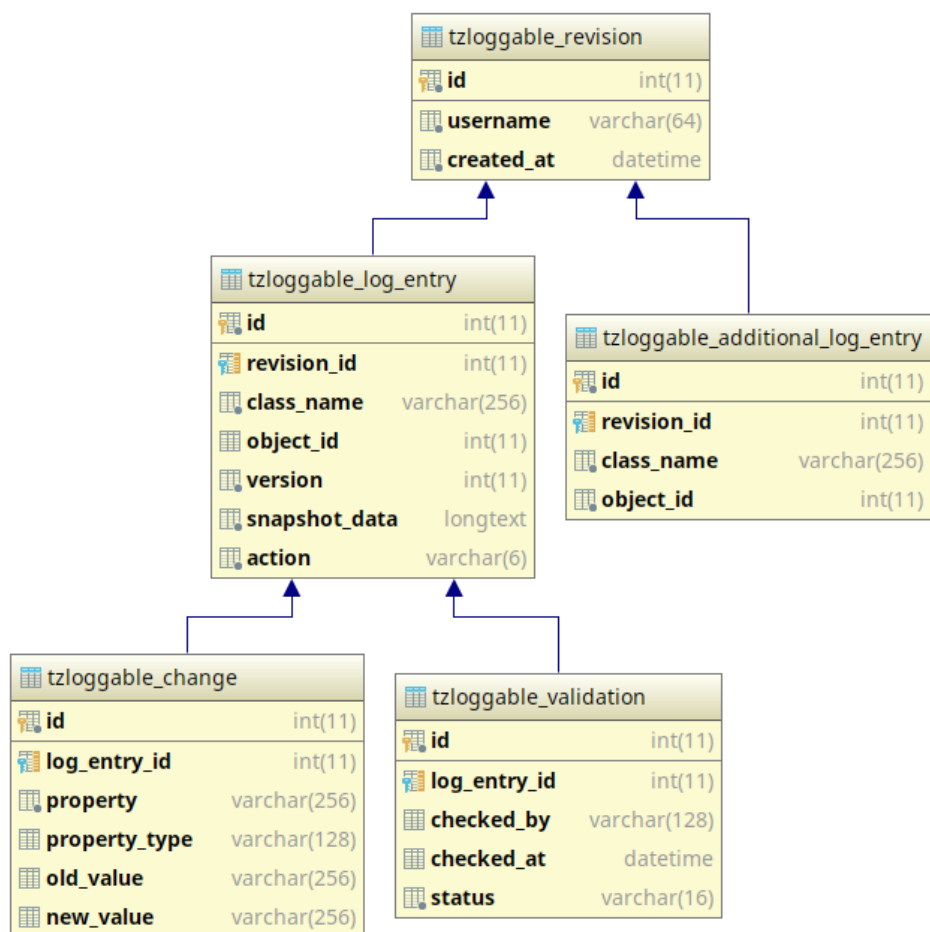 tzloggable_revision
id int(11)
username varchar(64)
created_at datetime
tzloggable_log_entry
id int(11)
revision_id int(11)
class_name varchar(256)
object_id int(11)
version int(11)
snapshot_data longtext
action varchar(6)
tzloggable_additional_log_entry
id int(11)
revision_id int(11)
class_name varchar(256)
object_id int(11)
tzloggable_change
id int(11)
log_entry_id int(11)
property varchar(256)
property_type varchar(128)
old_value varchar(256)
new_value varchar(256)
tzloggable_validation
id int(11)
log_entry_id int(11)
checked_by varchar(128)
checked_at datetime
status varchar(16)